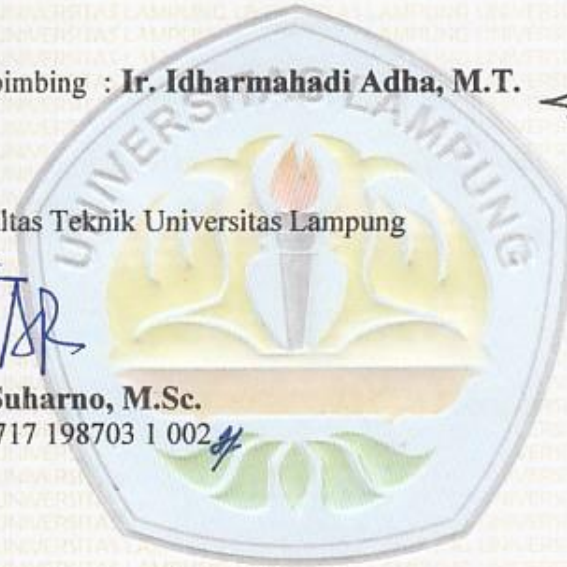 bimbing : Ir. Idharmahadi Adha, M.T.
UNIVERSITAS LAMPUNG
ltas Teknik Universitas Lampung
Suharno, M.Sc.
717 198703 1 002